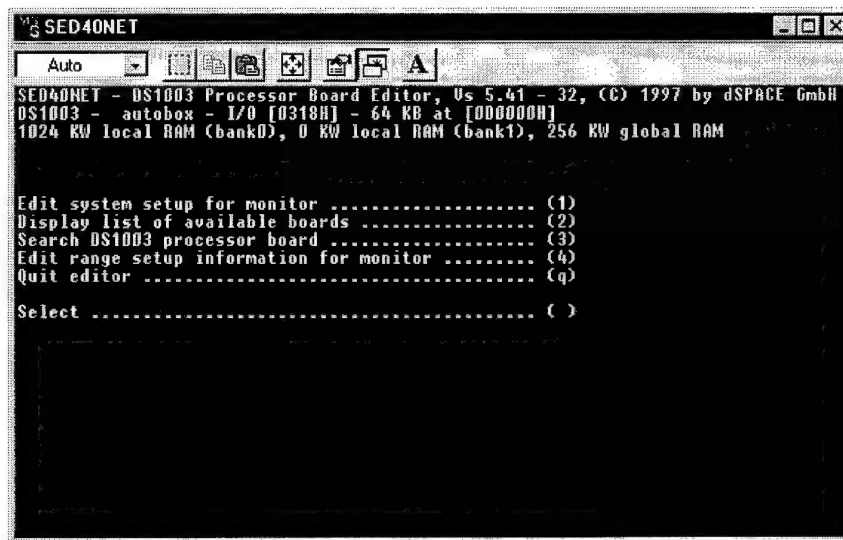 SED40NET
Auto
A
SED40NET - DS1003 Processor Board Editor, Vs 5.41 - 32, (C) 1997 by dSPACE GmbH
DS1003 - autobox - I/O [0318H] - 64 KB at [0D0000H]
1024 KW local RAM (bank0), 0 KW local RAM (bank1), 256 KW global RAM
Edit system setup for monitor .................... (1)
Display list of available boards ................. (2)
Search DS1003 processor board .................... (3)
Edit range setup information for monitor ......... (4)
Quit editor ...................................... (q)
Select ........................................... ( )